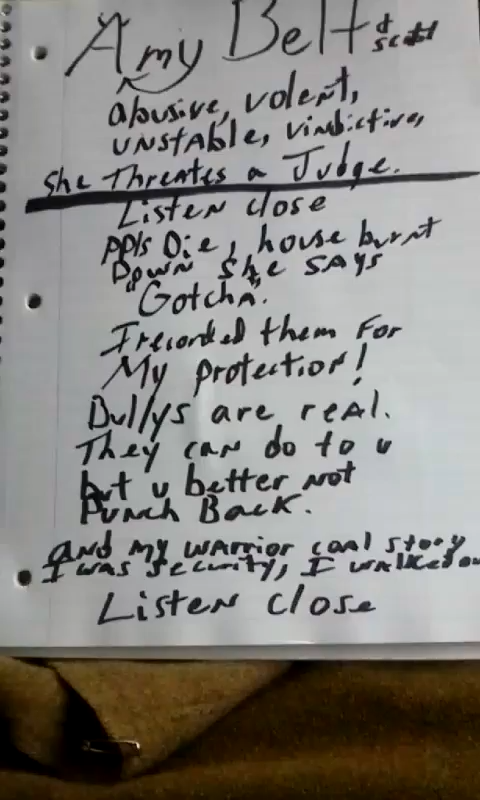 Amy Belt & scott
abusive, volent,
UNSTABLE, vindictive,
She Threates a Judge.
Listen close
ppls Die, house burnt
Down she says
"Gotcha".
I recorded them For
My protection!
Bullys are real.
They can do to u
but u better not
Punch Back.
and my warrior coal story
I was security, I walked ou
Listen close